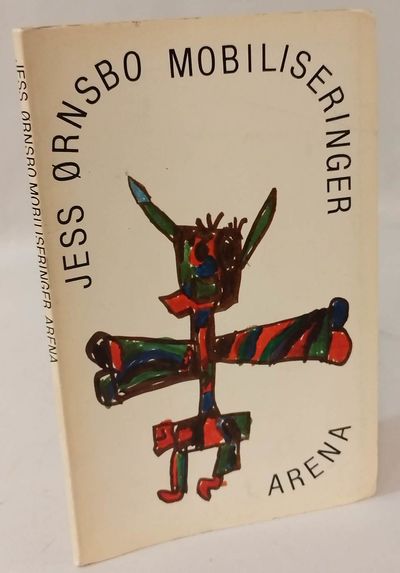 JESS ØRNSBO MOBILISERINGER
ARENA
JESS ØRNSBO MOBILISERINGER ARENA